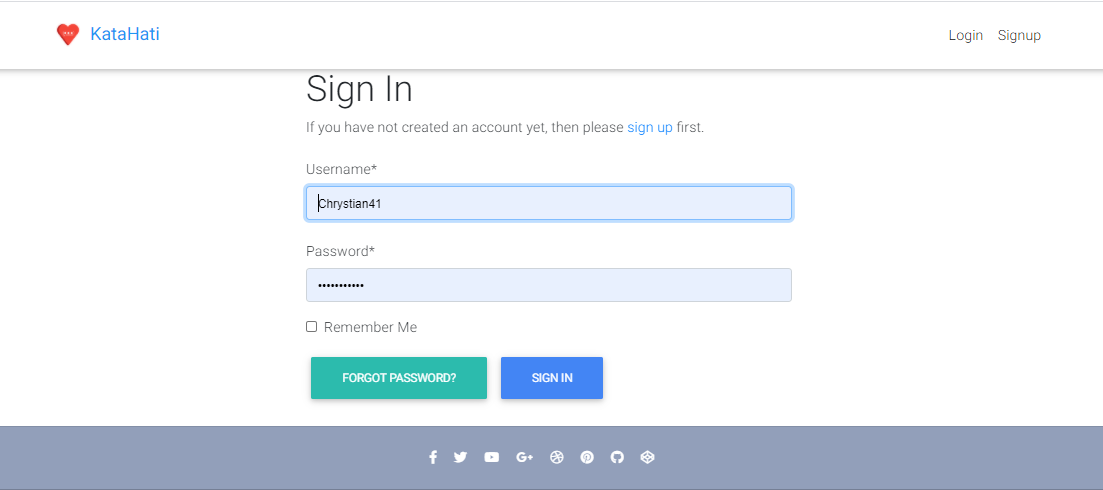 KataHati
Login Signup
Sign In
If you have not created an account yet, then please sign up first.
Username*
Chrystian41
Password*
•••••••••••
Remember Me
FORGOT PASSWORD? SIGN IN